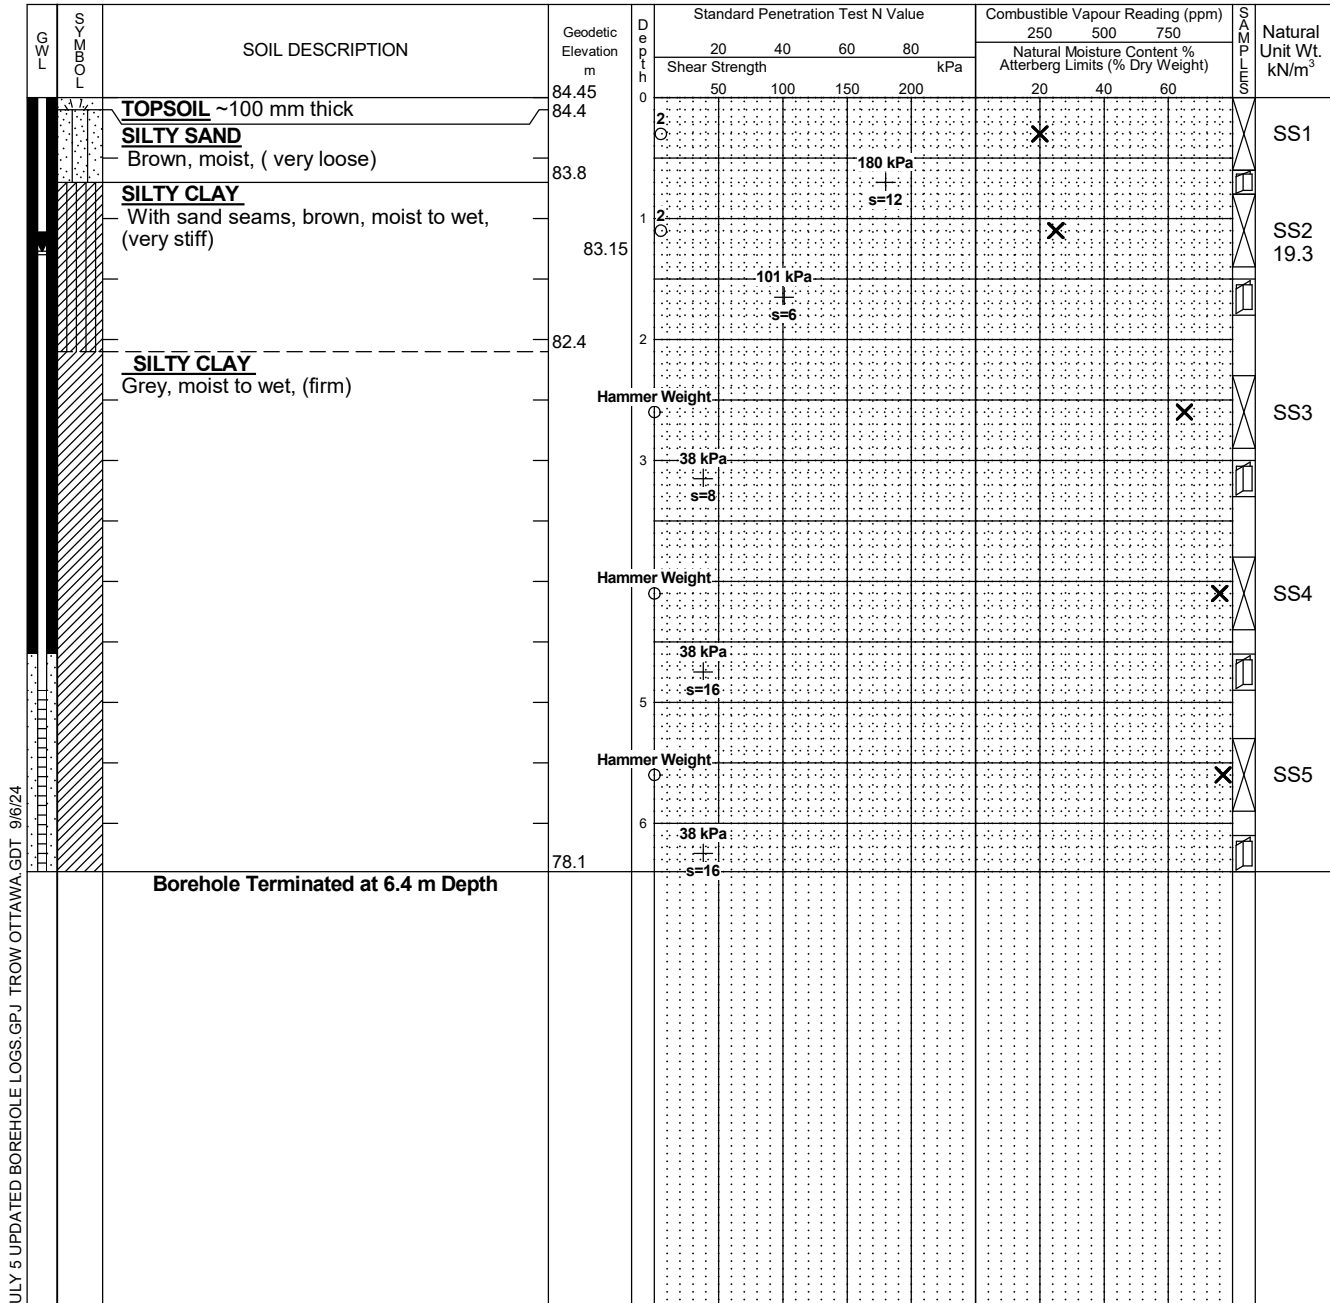 GWL
SYMBOL
SOIL DESCRIPTION
Geodetic
Elevation
m
Depth
Standard Penetration Test N Value
20 40 60 80
Shear Strength kPa
50 100 150 200
Combustible Vapour Reading (ppm)
250 500 750
Natural Moisture Content %
Atterberg Limits (% Dry Weight)
20 40 60
SAMPLES
Natural
Unit Wt.
kN/m³
84.45
0
TOPSOIL ~100 mm thick
84.4
SILTY SAND
Brown, moist, ( very loose)
2
SS1
83.8
180 kPa
s=12
SILTY CLAY
With sand seams, brown, moist to wet,
(very stiff)
1
2
SS2
19.3
83.15
101 kPa
s=6
82.4
2
SILTY CLAY
Grey, moist to wet, (firm)
Hammer Weight
SS3
3
38 kPa
s=8
Hammer Weight
SS4
38 kPa
s=16
5
Hammer Weight
SS5
6
38 kPa
s=16
78.1
Borehole Terminated at 6.4 m Depth
ULY 5 UPDATED BOREHOLE LOGS.GPJ TROW OTTAWA.GDT 9/6/24